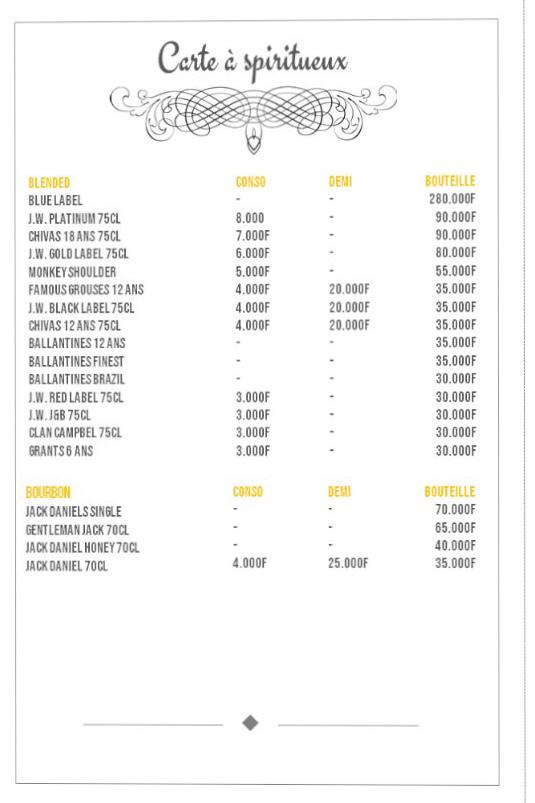 Carte à spiritueux
BLENDED CONSO DEMI BOUTEILLE
BLUE LABEL - - 280.000F
J.W. PLATINUM 75CL 8.000 - 90.000F
CHIVAS 18 ANS 75CL 7.000F - 90.000F
J.W. GOLD LABEL 75CL 6.000F - 80.000F
MONKEY SHOULDER 5.000F - 55.000F
FAMOUS GROUSES 12 ANS 4.000F 20.000F 35.000F
J.W. BLACK LABEL 75CL 4.000F 20.000F 35.000F
CHIVAS 12 ANS 75CL 4.000F 20.000F 35.000F
BALLANTINES 12 ANS - - 35.000F
BALLANTINES FINEST - - 35.000F
BALLANTINES BRAZIL - - 30.000F
J.W. RED LABEL 75CL 3.000F - 30.000F
J.W. J&B 75CL 3.000F - 30.000F
CLAN CAMPBEL 75CL 3.000F - 30.000F
GRANTS 6 ANS 3.000F - 30.000F
BOURBON CONSO DEMI BOUTEILLE
JACK DANIELS SINGLE - - 70.000F
GENTLEMAN JACK 70CL - - 65.000F
JACK DANIEL HONEY 70CL - - 40.000F
JACK DANIEL 70CL 4.000F 25.000F 35.000F